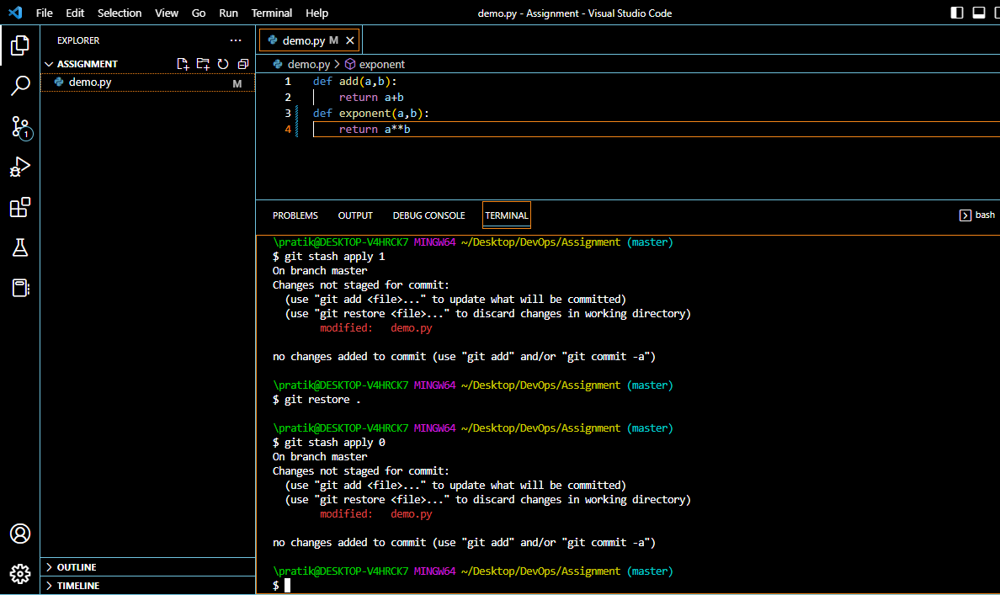 File Edit Selection View Go Run Terminal Help demo.py - Assignment - Visual Studio Code
EXPLORER ...
ASSIGNMENT
demo.py M
1
demo.py M
demo.py > exponent
1 def add(a,b):
2     return a+b
3 def exponent(a,b):
4     return a**b
PROBLEMS OUTPUT DEBUG CONSOLE TERMINAL bash
\pratik@DESKTOP-V4HRCK7 MINGW64 ~/Desktop/DevOps/Assignment (master)
$ git stash apply 1
On branch master
Changes not staged for commit:
  (use "git add <file>..." to update what will be committed)
  (use "git restore <file>..." to discard changes in working directory)
        modified:   demo.py
no changes added to commit (use "git add" and/or "git commit -a")
\pratik@DESKTOP-V4HRCK7 MINGW64 ~/Desktop/DevOps/Assignment (master)
$ git restore .
\pratik@DESKTOP-V4HRCK7 MINGW64 ~/Desktop/DevOps/Assignment (master)
$ git stash apply 0
On branch master
Changes not staged for commit:
  (use "git add <file>..." to update what will be committed)
  (use "git restore <file>..." to discard changes in working directory)
        modified:   demo.py
no changes added to commit (use "git add" and/or "git commit -a")
\pratik@DESKTOP-V4HRCK7 MINGW64 ~/Desktop/DevOps/Assignment (master)
$
OUTLINE
TIMELINE